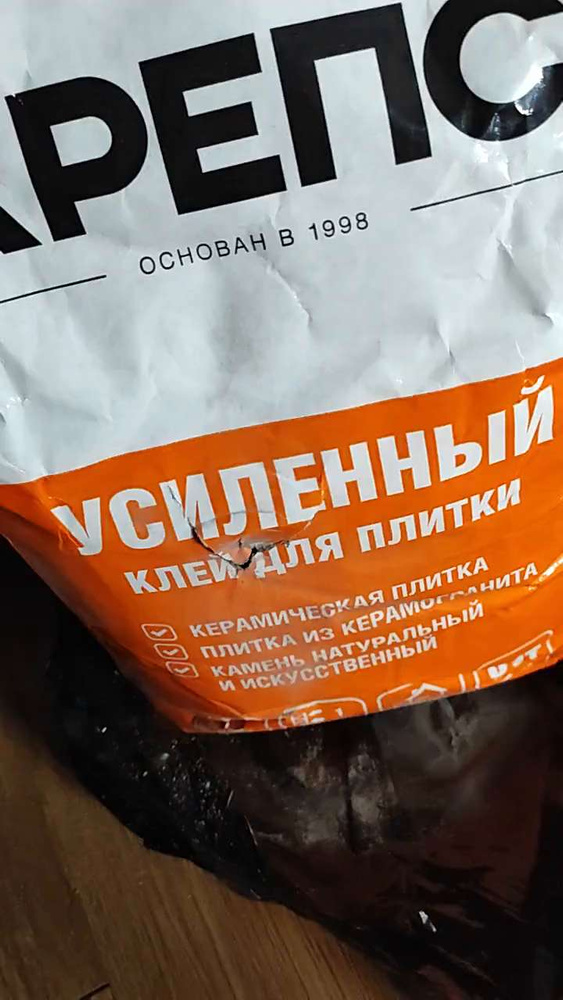 КРЕПС
ОСНОВАН В 1998
УСИЛЕННЫЙ
КЛЕЙ ДЛЯ ПЛИТКИ
КЕРАМИЧЕСКАЯ ПЛИТКА
ПЛИТКА ИЗ КЕРАМОГРАНИТА
КАМЕНЬ НАТУРАЛЬНЫЙ
И ИСКУССТВЕННЫЙ